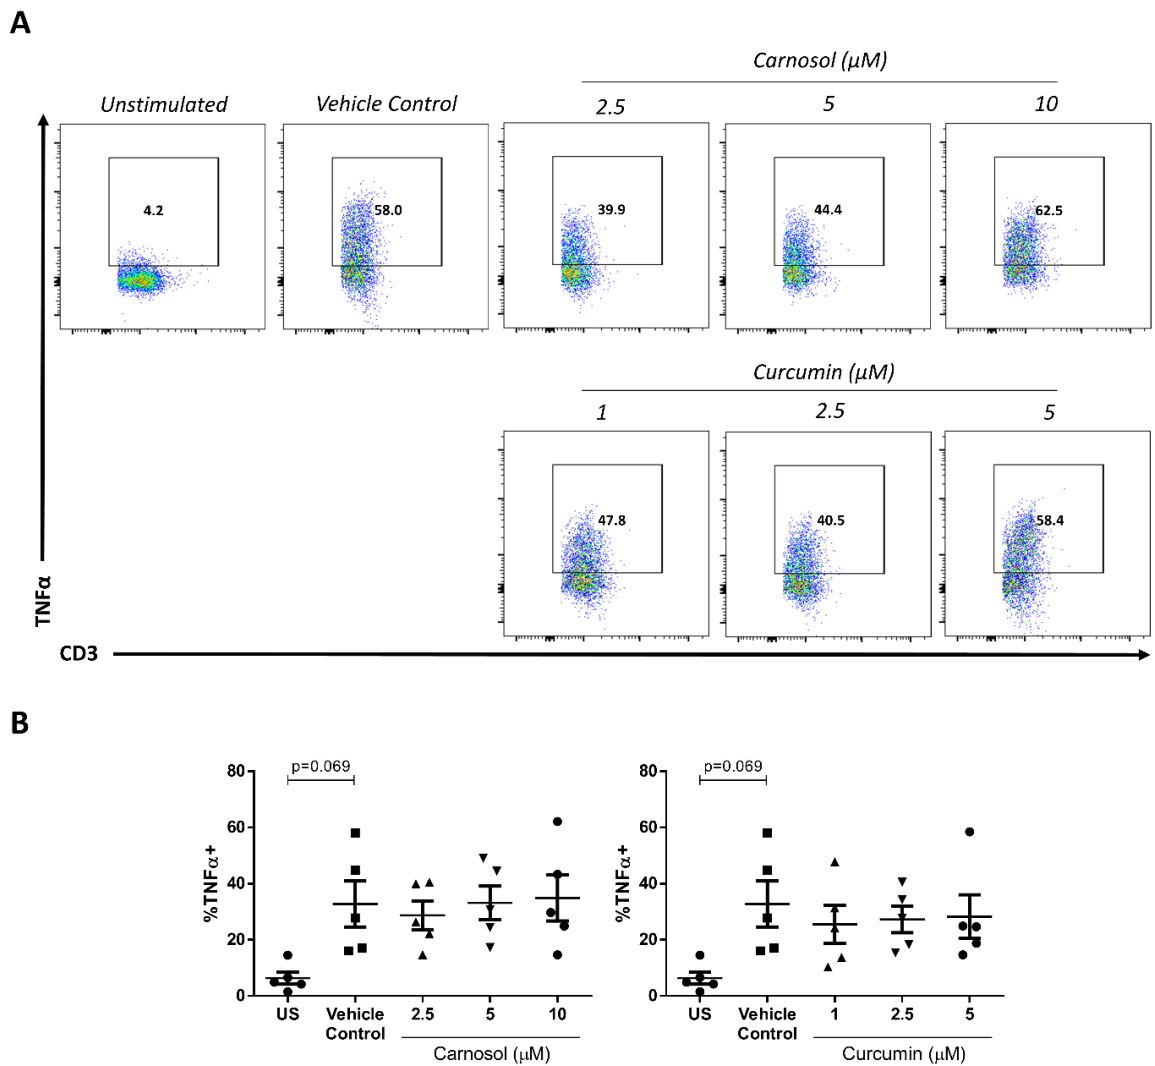 A
Carnosol (µM)
Unstimulated Vehicle Control 2.5 5 10
4.2 58.0 39.9 44.4 62.5
Curcumin (µM)
1 2.5 5
47.8 40.5 58.4
TNFα
CD3
B
p=0.069
80
60
40
20
0
%TNFα+
US Vehicle Control 2.5 5 10
Carnosol (µM)
p=0.069
80
60
40
20
0
%TNFα+
US Vehicle Control 1 2.5 5
Curcumin (µM)